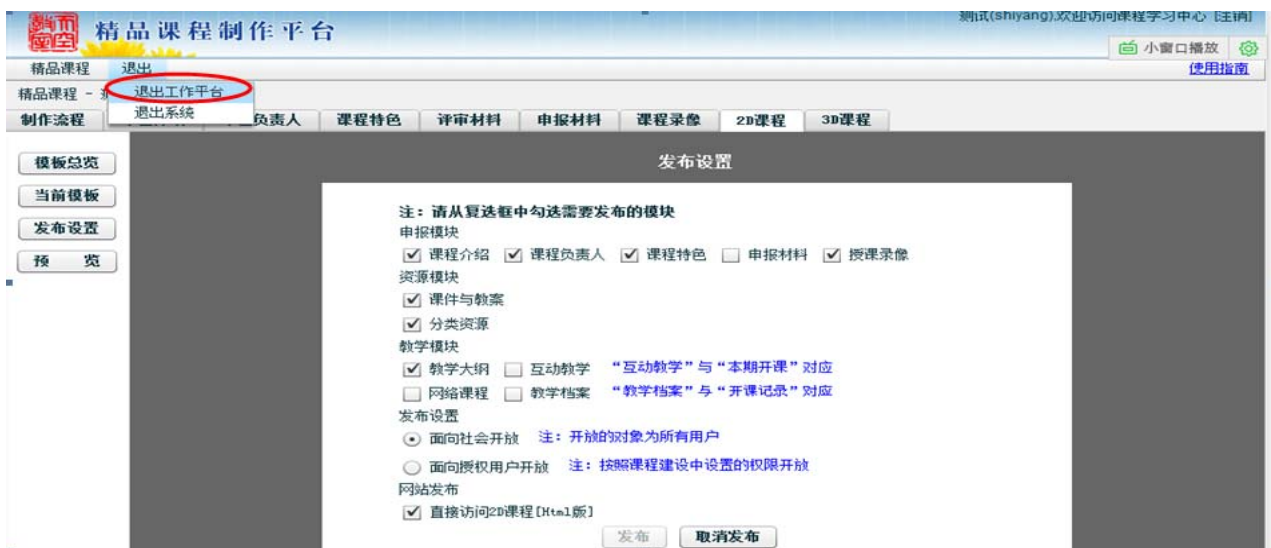 精品课程制作平台
测试(shiyang).欢迎访问课程学习中心 [注销]
小窗口播放
精品课程 退出
使用指南
精品课程 -
退出工作平台
退出系统
制作流程 负责人 课程特色 评审材料 申报材料 课程录像 2D课程 3D课程
模板总览
当前模板
发布设置
预 览
发布设置
注：请从复选框中勾选需要发布的模块
申报模块
课程介绍 课程负责人 课程特色 申报材料 授课录像
资源模块
课件与教案
分类资源
教学模块
教学大纲 互动教学 “互动教学”与“本期开课”对应
网络课程 教学档案 “教学档案”与“开课记录”对应
发布设置
面向社会开放 注：开放的对象为所有用户
面向授权用户开放 注：按照课程建设中设置的权限开放
网站发布
直接访问2D课程[Html版]
发布 取消发布